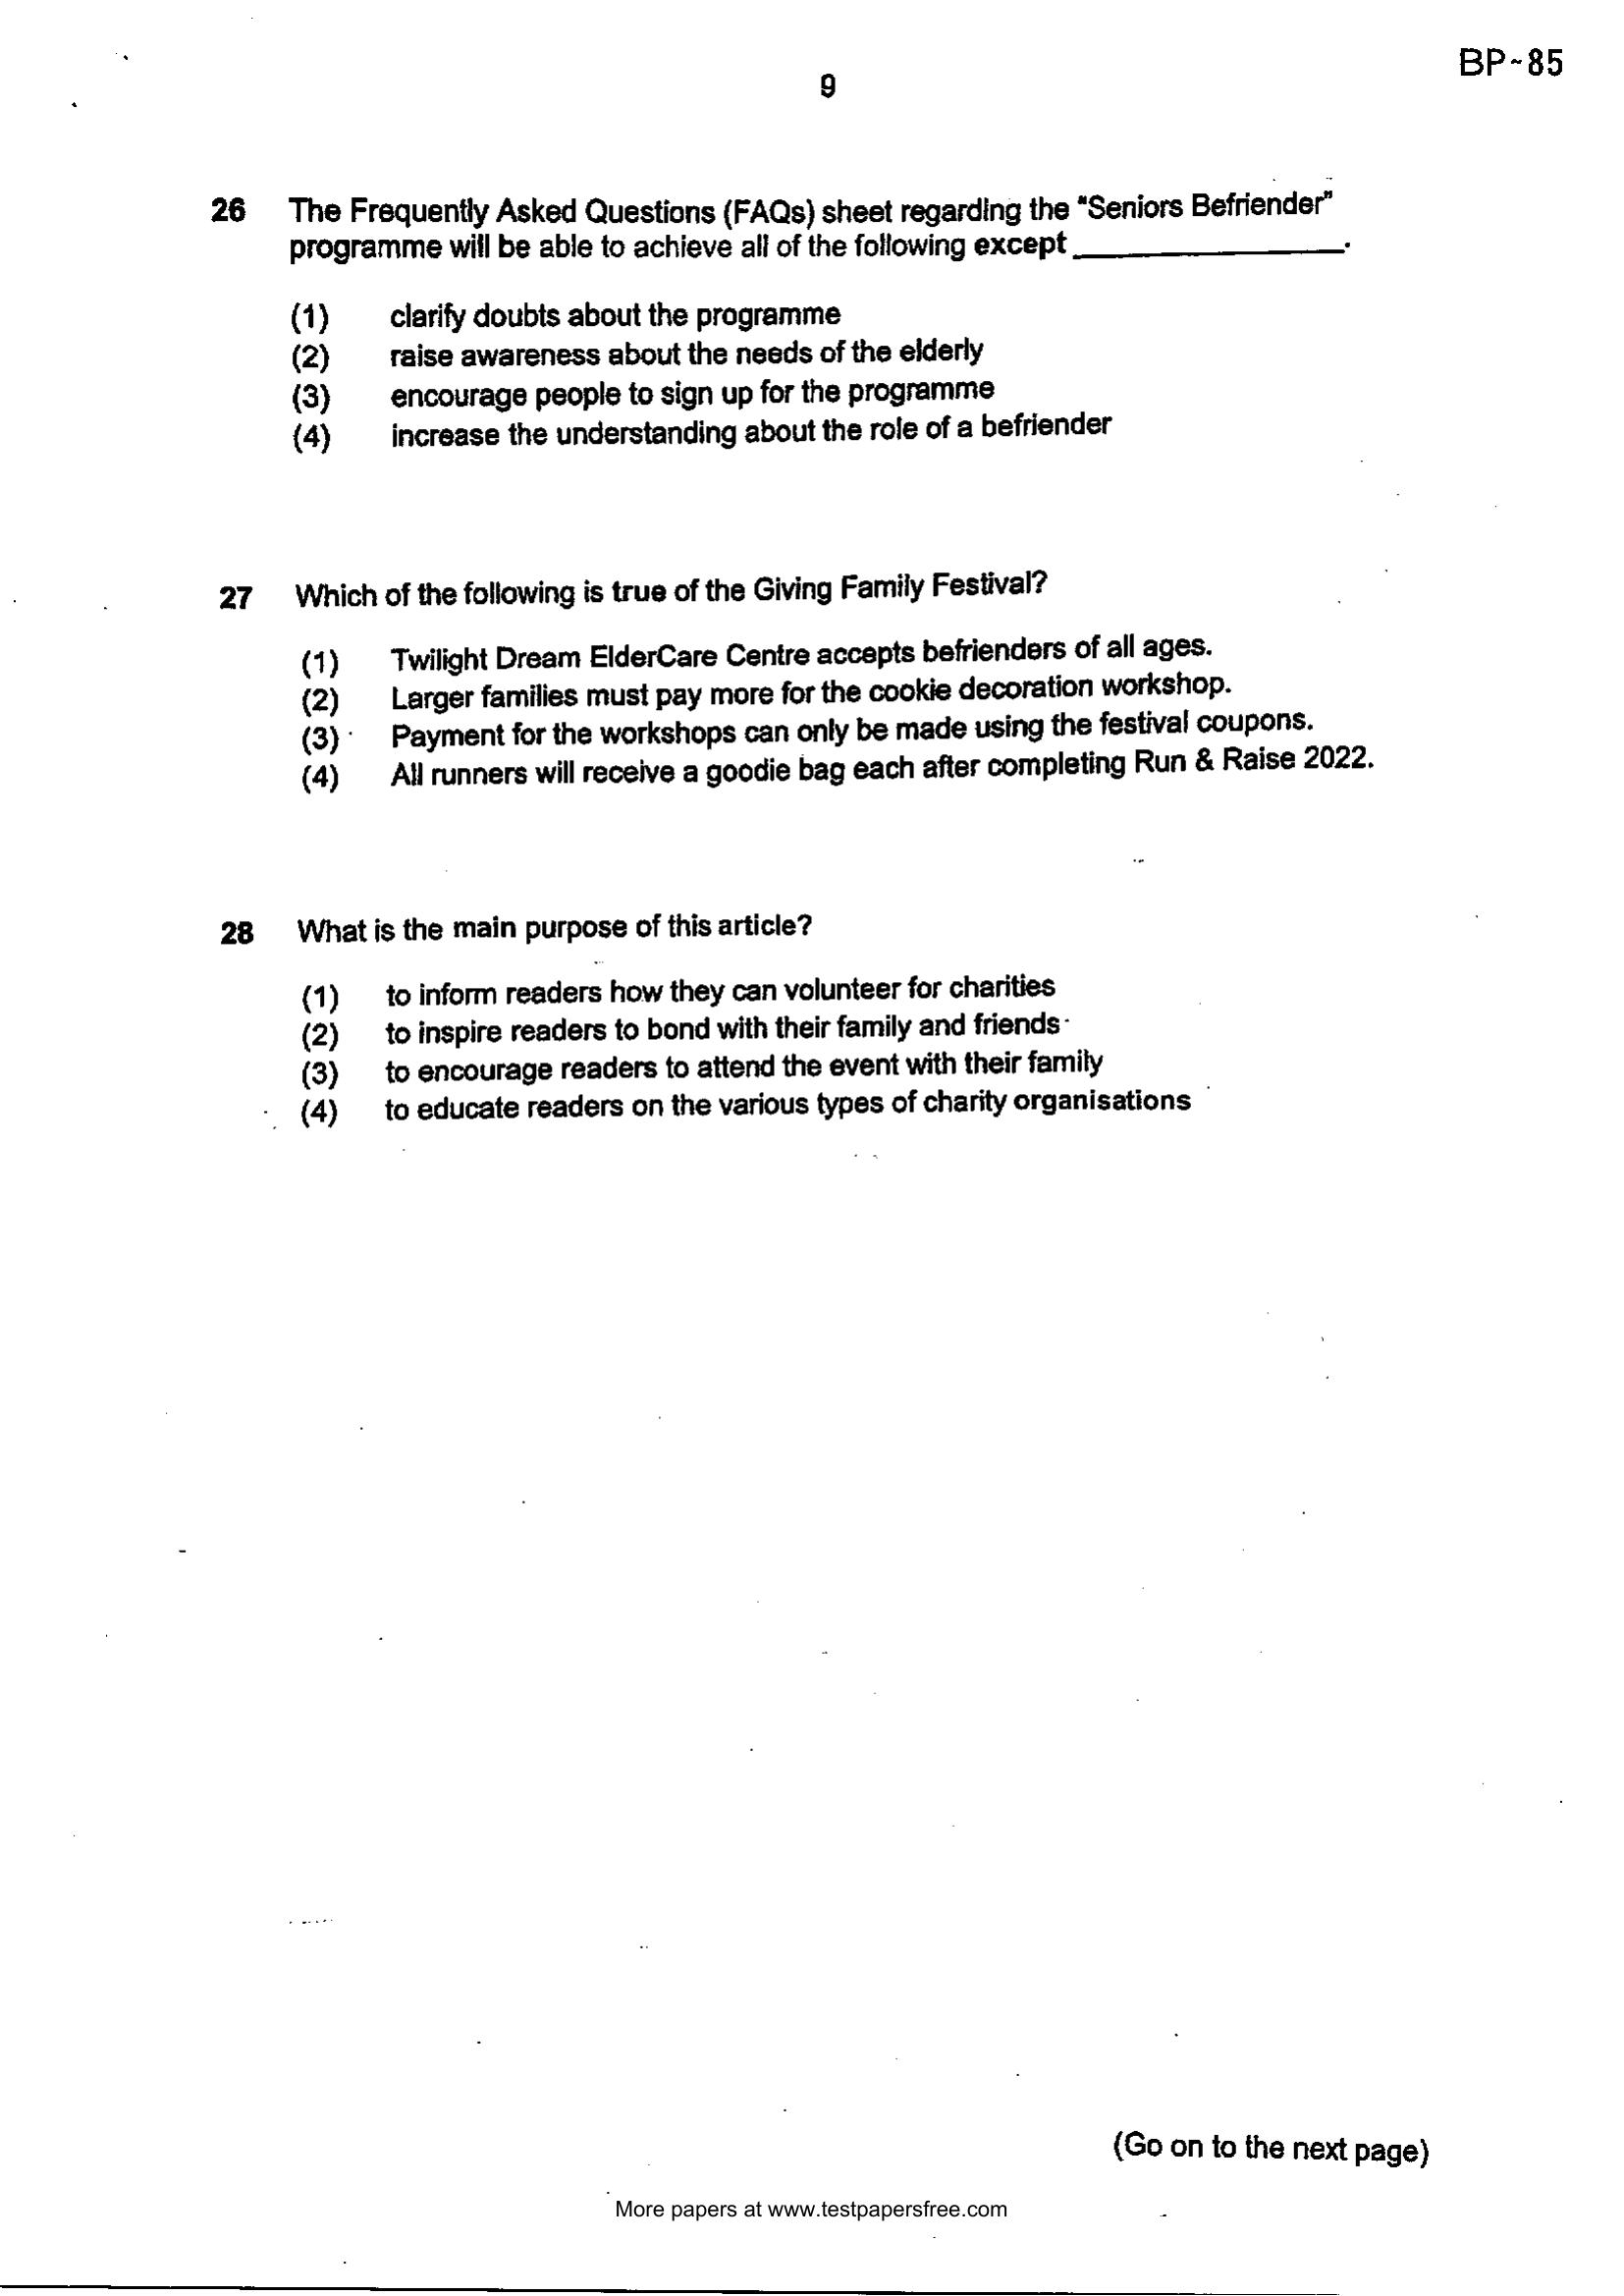 BP~85
9
26 The Frequently Asked Questions (FAQs) sheet regarding the "Seniors Befriender"
programme will be able to achieve all of the following except ________________.
(1) clarify doubts about the programme
(2) raise awareness about the needs of the elderly
(3) encourage people to sign up for the programme
(4) increase the understanding about the role of a befriender
27 Which of the following is true of the Giving Family Festival?
(1) Twilight Dream ElderCare Centre accepts befrienders of all ages.
(2) Larger families must pay more for the cookie decoration workshop.
(3) Payment for the workshops can only be made using the festival coupons.
(4) All runners will receive a goodie bag each after completing Run & Raise 2022.
28 What is the main purpose of this article?
(1) to inform readers how they can volunteer for charities
(2) to inspire readers to bond with their family and friends
(3) to encourage readers to attend the event with their family
(4) to educate readers on the various types of charity organisations
(Go on to the next page)
More papers at www.testpapersfree.com